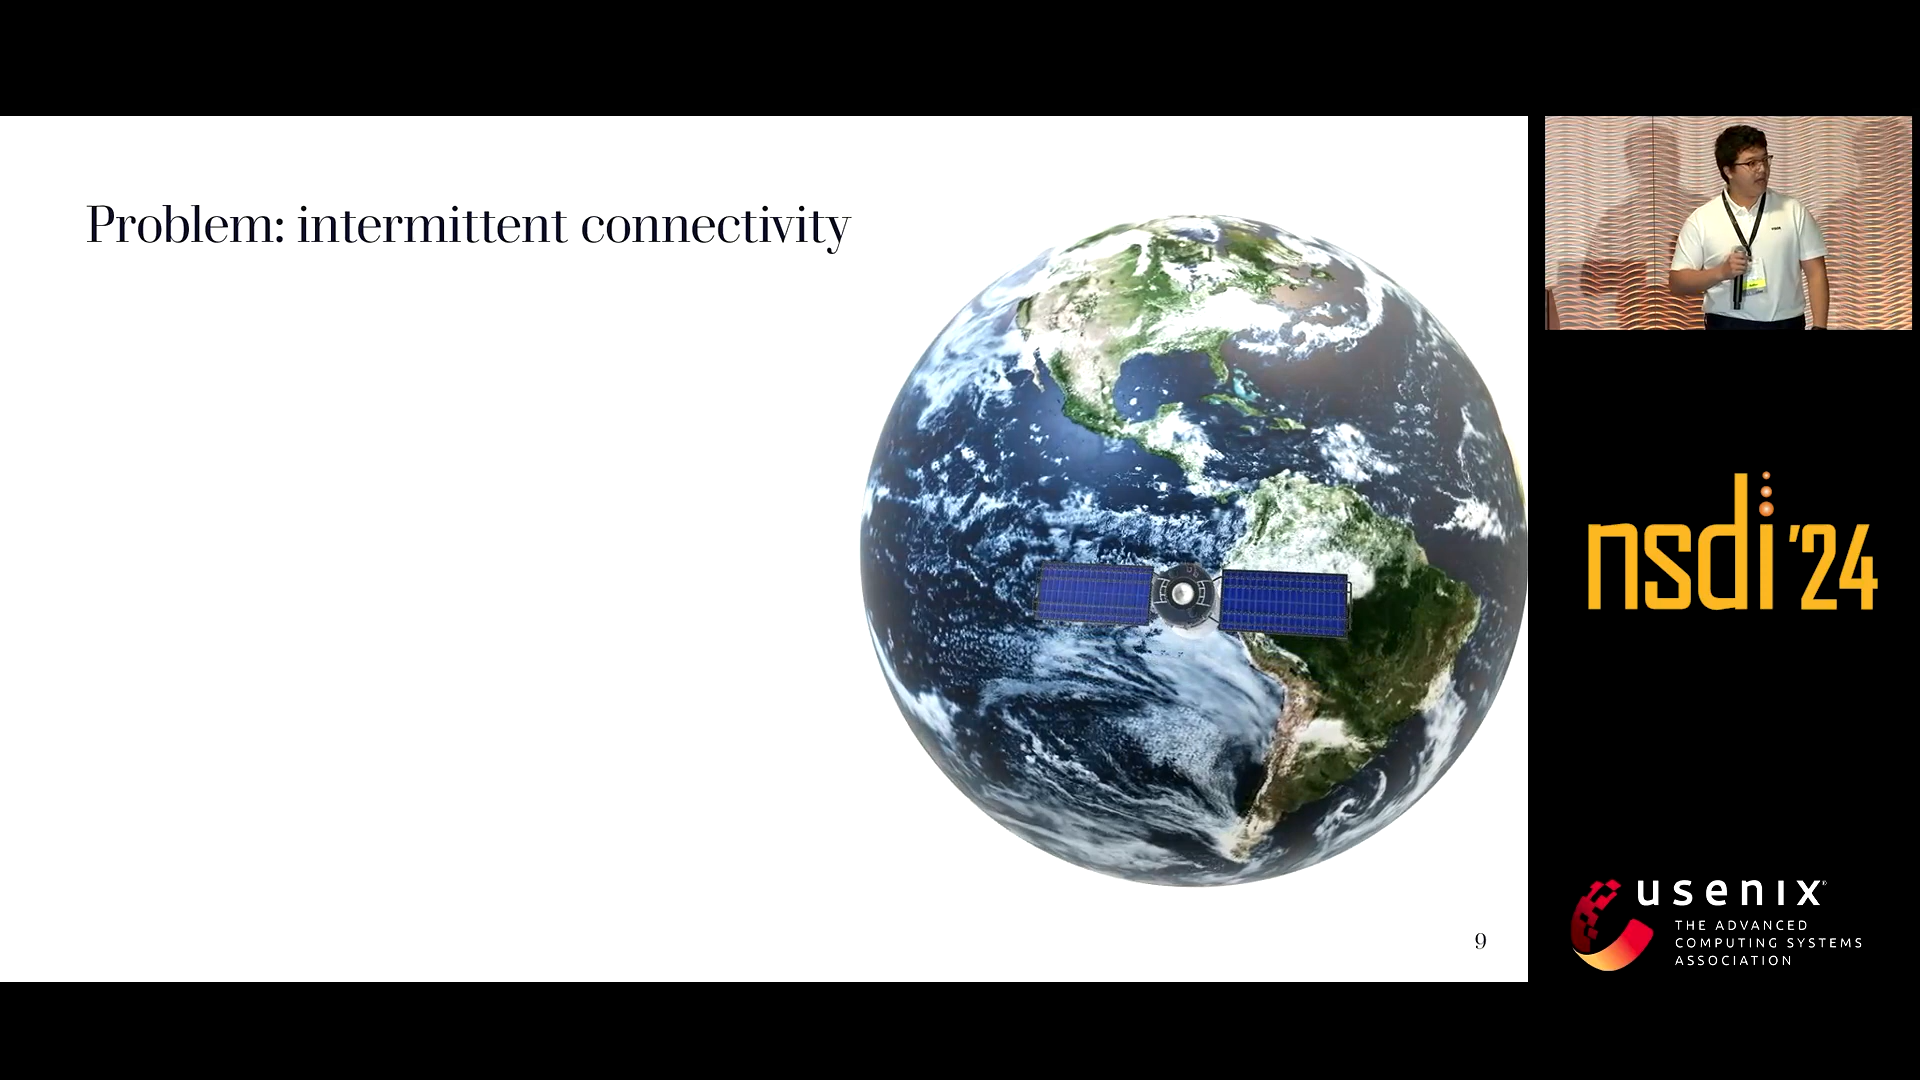 Problem: intermittent connectivity
9
nsdi '24
usenix
THE ADVANCED
COMPUTING SYSTEMS
ASSOCIATION